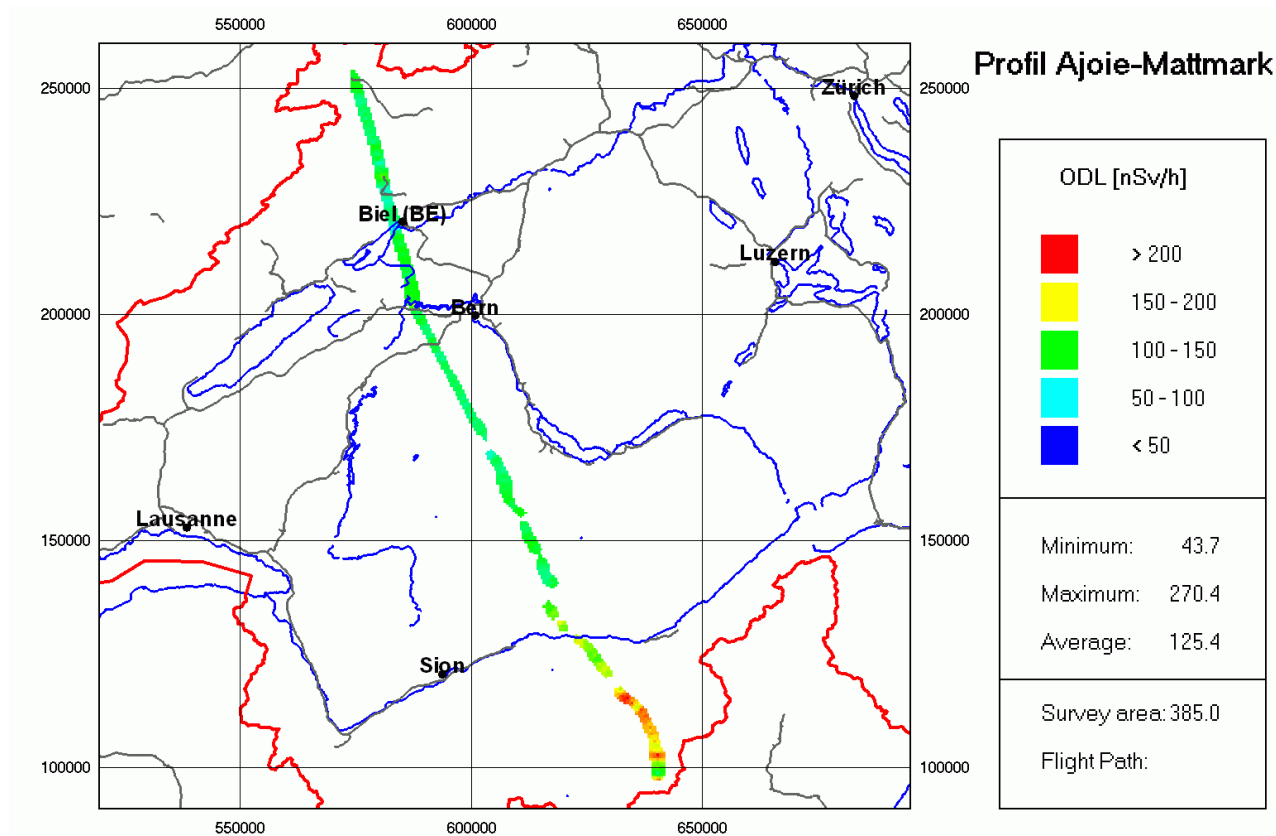 550000 600000 650000
Profil Ajoie-Mattmark
250000 Zürich 250000
ODL [nSv/h]
Biel (BE)
> 200
Luzern
150 - 200
200000 Bern 200000
100 - 150
50 - 100
< 50
Lausanne
150000 150000
Minimum: 43.7
Maximum: 270.4
Average: 125.4
Sion
Survey area: 385.0
100000 100000
Flight Path:
550000 600000 650000